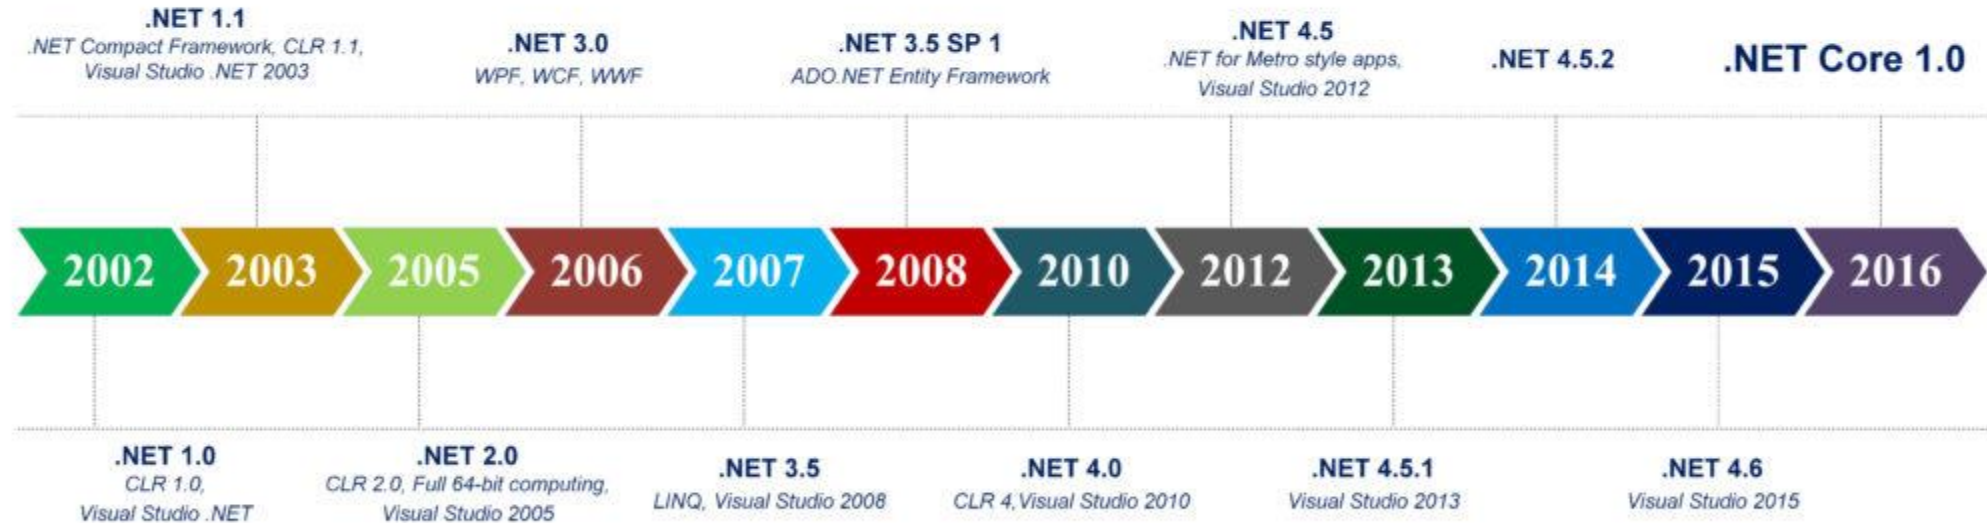 .NET 1.1
.NET Compact Framework, CLR 1.1,
Visual Studio .NET 2003
.NET 3.0
WPF, WCF, WWF
.NET 3.5 SP 1
ADO.NET Entity Framework
.NET 4.5
.NET for Metro style apps,
Visual Studio 2012
.NET 4.5.2
.NET Core 1.0
2002
2003
2005
2006
2007
2008
2010
2012
2013
2014
2015
2016
.NET 1.0
CLR 1.0,
Visual Studio .NET
.NET 2.0
CLR 2.0, Full 64-bit computing,
Visual Studio 2005
.NET 3.5
LINQ, Visual Studio 2008
.NET 4.0
CLR 4,Visual Studio 2010
.NET 4.5.1
Visual Studio 2013
.NET 4.6
Visual Studio 2015